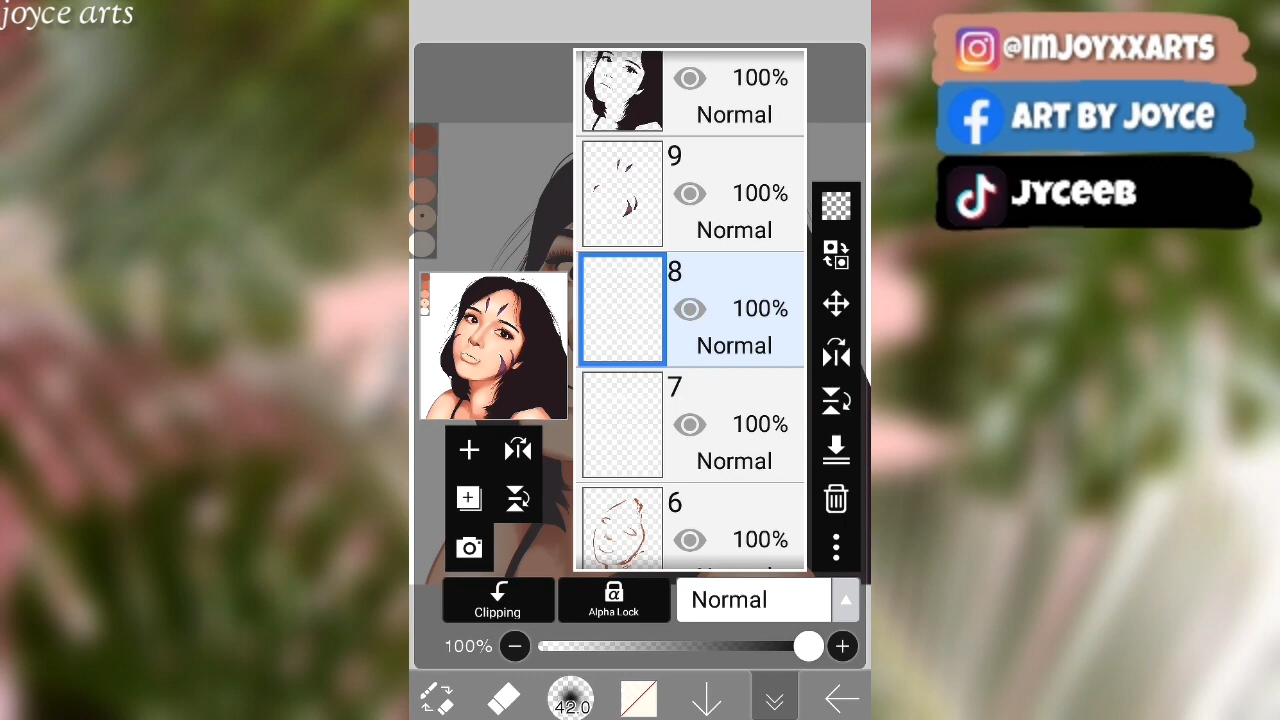 joyce arts
@IMJOYXXARTS
ART BY JOYCE
JYCEEB
100%
Normal
9
100%
Normal
8
100%
Normal
7
100%
Normal
6
100%
Clipping
α
Alpha Lock
Normal
100%
42.0